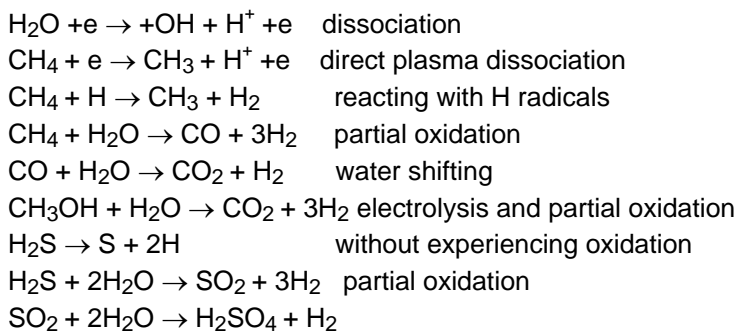 H₂O +e → +OH + H⁺ +e dissociation
CH₄ + e → CH₃ + H⁺ +e direct plasma dissociation
CH₄ + H → CH₃ + H₂ reacting with H radicals
CH₄ + H₂O → CO + 3H₂ partial oxidation
CO + H₂O → CO₂ + H₂ water shifting
CH₃OH + H₂O → CO₂ + 3H₂ electrolysis and partial oxidation
H₂S → S + 2H without experiencing oxidation
H₂S + 2H₂O → SO₂ + 3H₂ partial oxidation
SO₂ + 2H₂O → H₂SO₄ + H₂